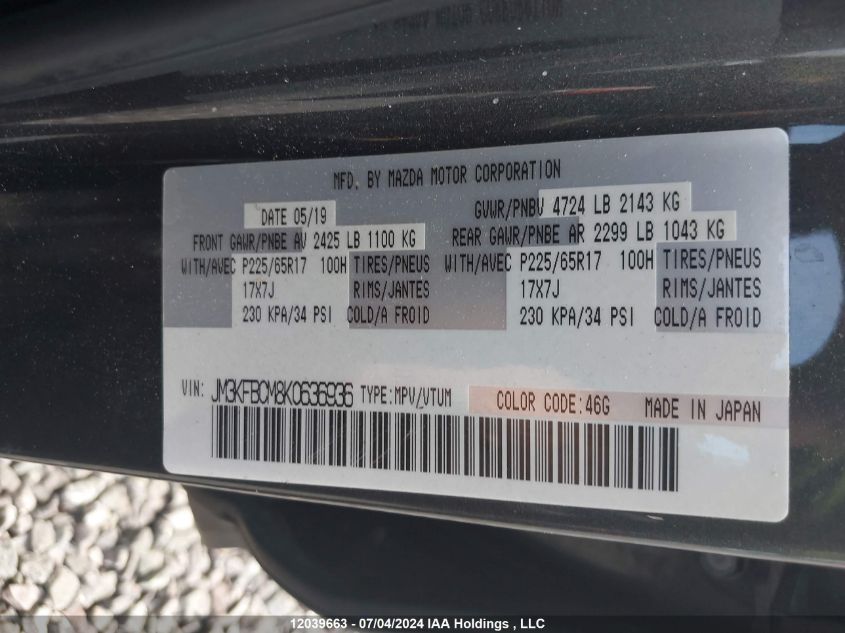 MFD. BY MAZDA MOTOR CORPORATION
DATE 05/19 GVWR/PNBV 4724 LB 2143 KG
FRONT GAWR/PNBE AV 2425 LB 1100 KG REAR GAWR/PNBE AR 2299 LB 1043 KG
WITH/AVEC P225/65R17 100H TIRES/PNEUS WITH/AVEC P225/65R17 100H TIRES/PNEUS
17X7J RIMS/JANTES 17X7J RIMS/JANTES
230 KPA/34 PSI COLD/A FROID 230 KPA/34 PSI COLD/A FROID
VIN: JM3KFBCM8K0636936 TYPE:MPV/VTUM COLOR CODE:46G MADE IN JAPAN
12039663 - 07/04/2024 IAA Holdings , LLC